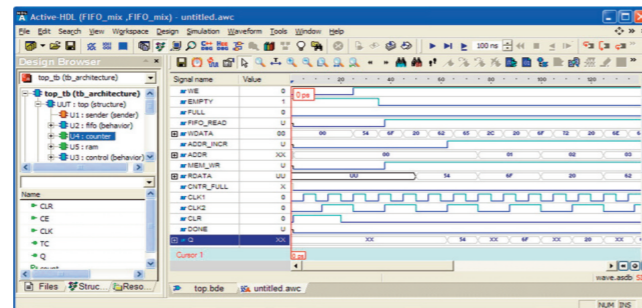 Active-HDL (FIFO_mix ,FIFO_mix) - untitled.awc
File Edit Search View Workspace Design Simulation Waveform Tools Window Help
100 ns
Design Browser
top_tb (tb_architecture)
top_tb (tb_architecture)
UUT : top (structure)
U1 : sender (sender)
U2 : fifo (behavior)
U4 : counter
U5 : ram
U3 : control (behavior)
Name
CLR
CE
CLK
TC
Q
Files Struc... Reso...
Signal name Value 20 40 60 80 100 120
WE 0 0 ps
EMPTY 1
FULL 0
FIFO_READ U
WDATA 00 00 54 6F 20 62 65 2C 20 6F 72 20 6E
ADDR_INCR U
ADDR XX 00 01 02 03
MEM_WR U
RDATA UU UU 54 6F 20 62
CNTR_FULL X
CLK1 0
CLK2 0
CLR 0
DONE U
Q XX XX 54 XX 6F XX 20 XX
Cursor 1 0 ps
wave.asdb
top.bde untitled.awc
NUM INS